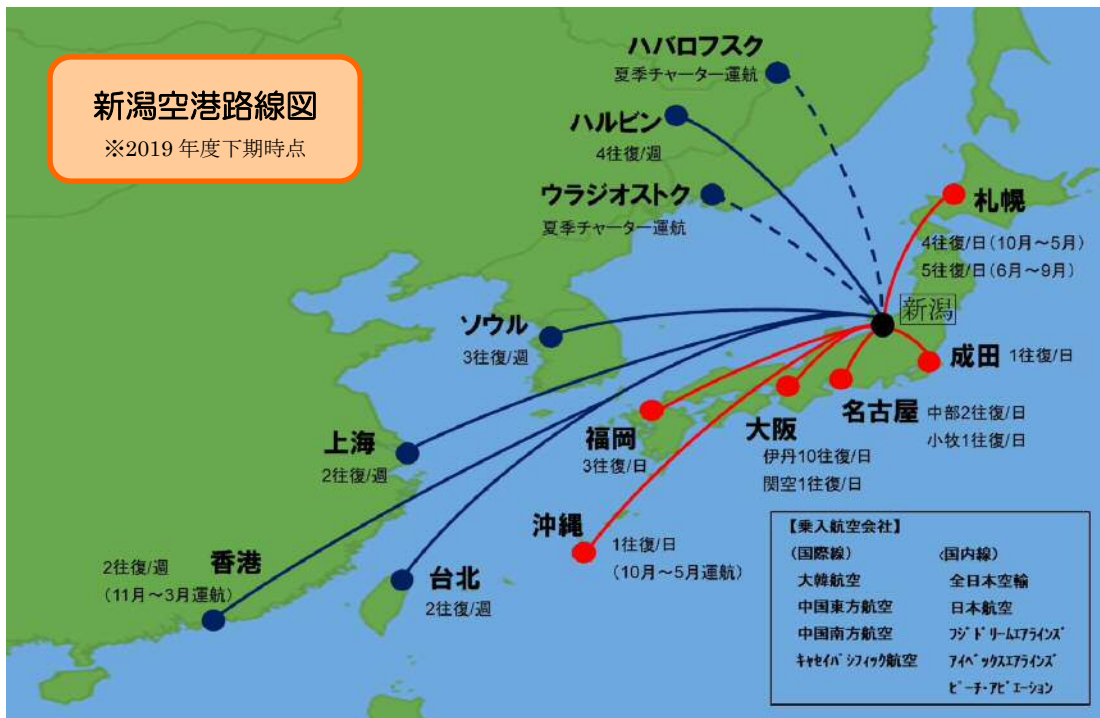 新潟空港路線図
※2019 年度下期時点
ハバロフスク
夏季チャーター運航
ハルビン
4往復/週
ウラジオストク
夏季チャーター運航
札幌
4往復/日(10月～5月)
5往復/日(6月～9月)
新潟
ソウル
3往復/週
成田 1往復/日
名古屋 中部2往復/日
小牧1往復/日
大阪
伊丹10往復/日
関空1往復/日
福岡
3往復/日
上海
2往復/週
沖縄 1往復/日
(10月～5月運航)
香港 2往復/週
(11月～3月運航)
台北
2往復/週
【乗入航空会社】
(国際線) (国内線)
大韓航空 全日本空輸
中国東方航空 日本航空
中国南方航空 ﾌｼﾞﾄﾞﾘｰﾑｴｱﾗｲﾝｽﾞ
ｷｬｾｲﾊﾟｼﾌｨｯｸ航空 ｱｲﾍﾞｯｸｽｴｱﾗｲﾝｽﾞ
ﾋﾟｰﾁ･ｱﾋﾞｴｰｼｮﾝ